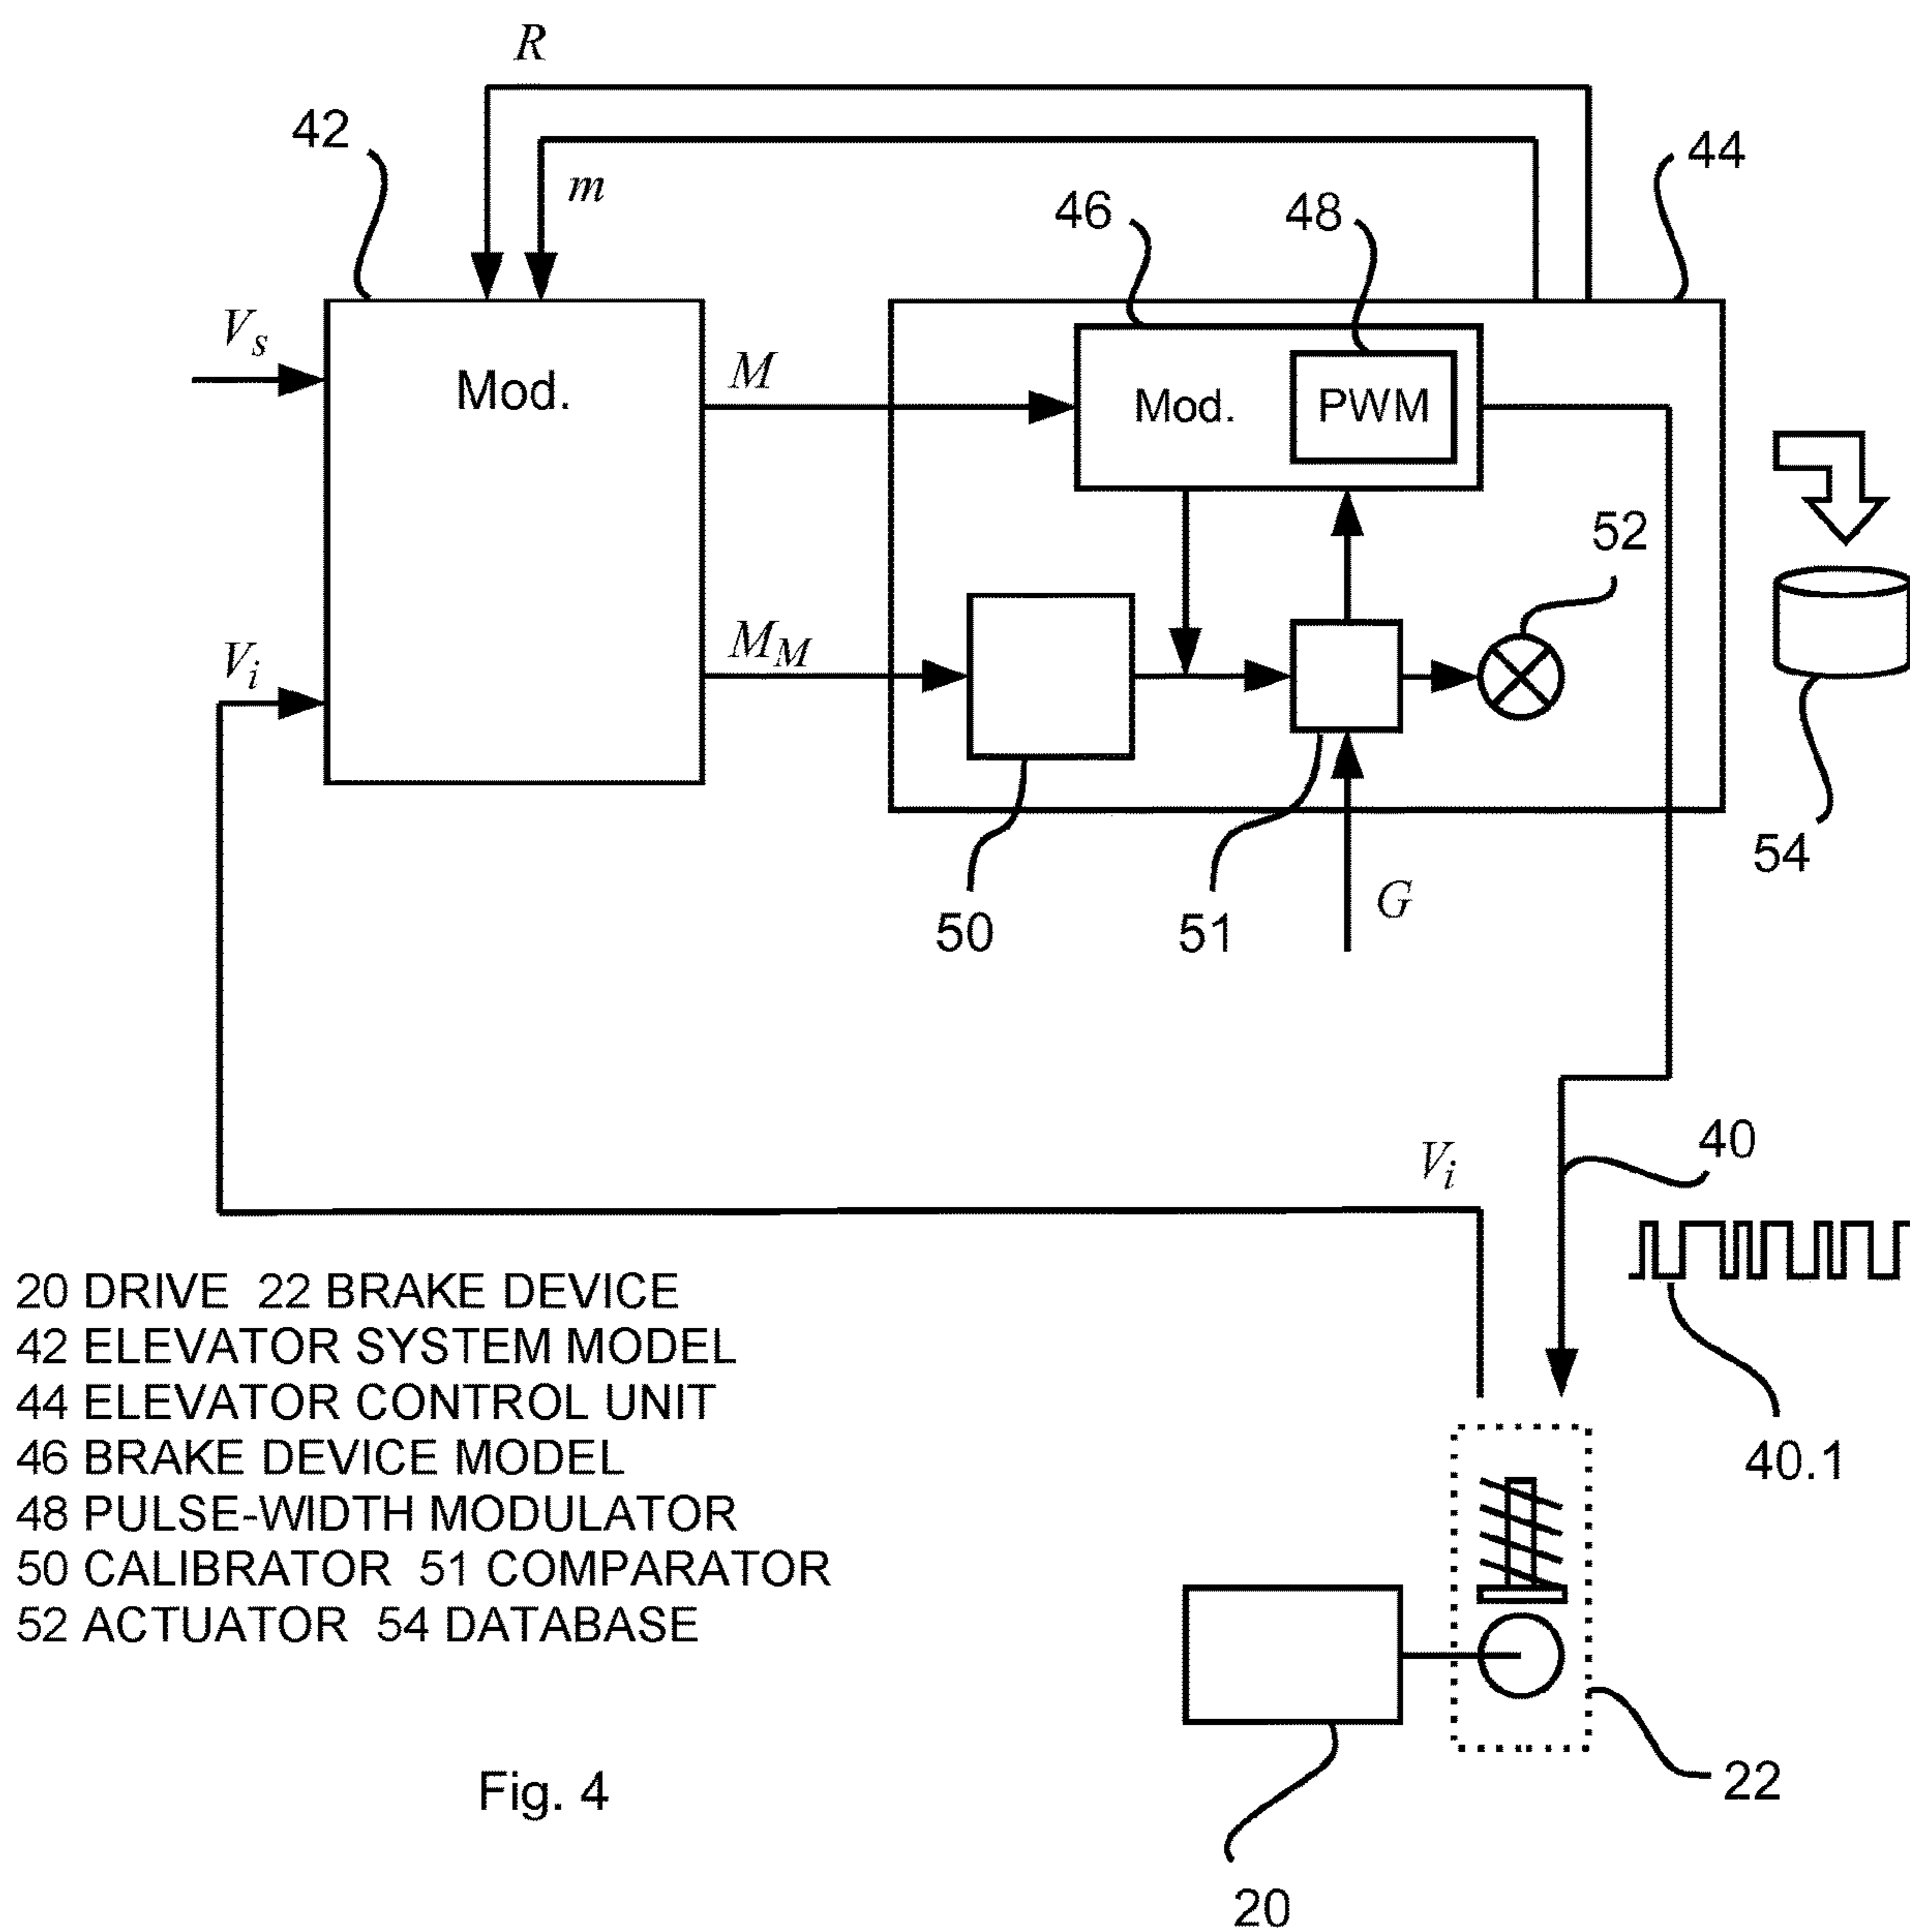 R
42
m
44
46
48
Vs
Mod.
M
Mod.
PWM
52
Vi
MM
54
50
51
G
Vi
40
40.1
20 DRIVE 22 BRAKE DEVICE
42 ELEVATOR SYSTEM MODEL
44 ELEVATOR CONTROL UNIT
46 BRAKE DEVICE MODEL
48 PULSE-WIDTH MODULATOR
50 CALIBRATOR 51 COMPARATOR
52 ACTUATOR 54 DATABASE
22
Fig. 4
20